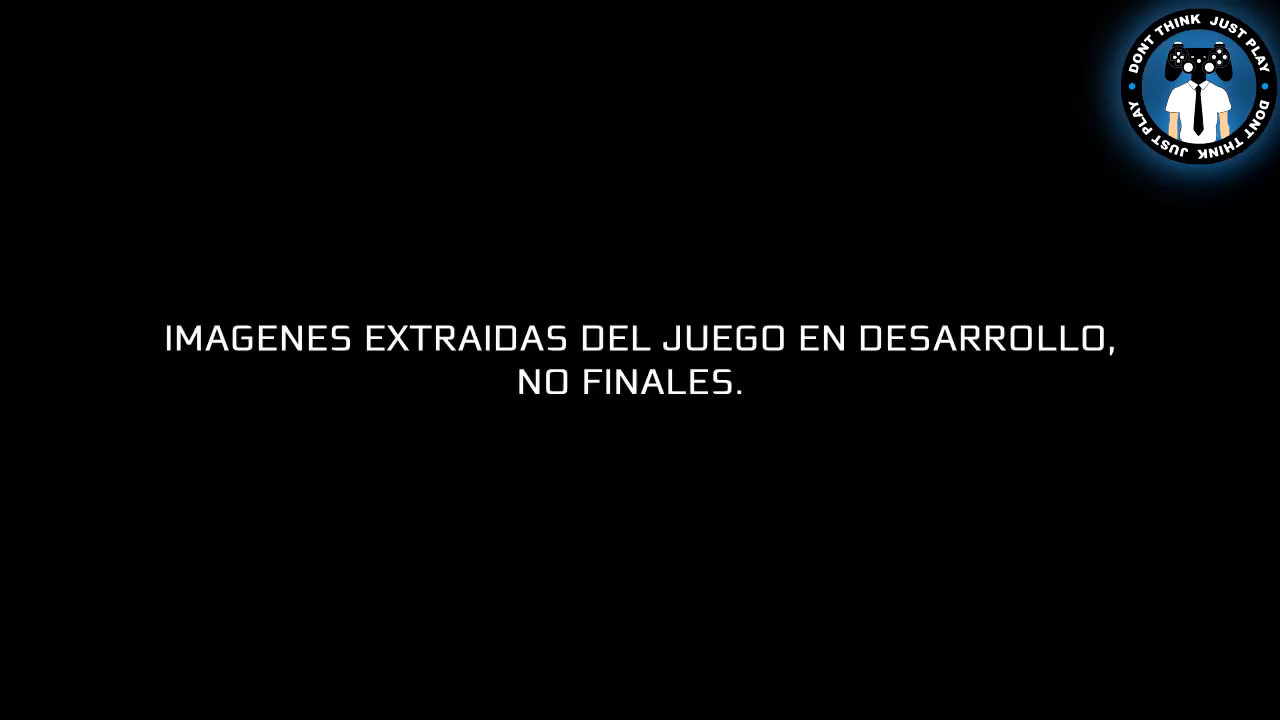 DONT THINK JUST PLAY
DONT THINK JUST PLAY
IMAGENES EXTRAIDAS DEL JUEGO EN DESARROLLO,
NO FINALES.